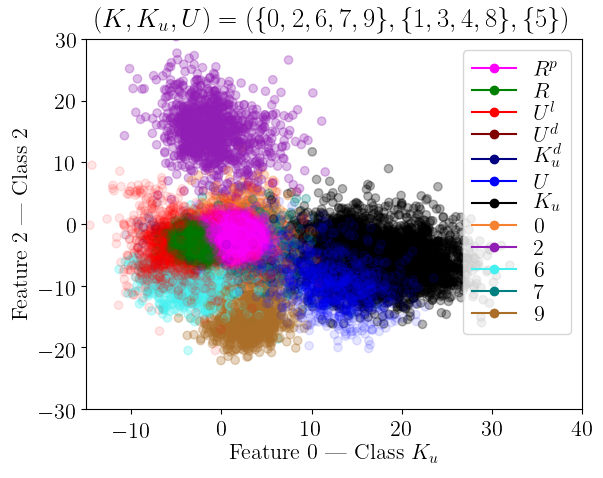 (K, K_u, U) = ({0, 2, 6, 7, 9}, {1, 3, 4, 8}, {5})
30
20
10
0
−10
−20
−30
Feature 2 — Class 2
−10
0
10
20
30
40
Feature 0 — Class K_u
R^p
R
U^l
U^d
K_u^d
U
K_u
0
2
6
7
9